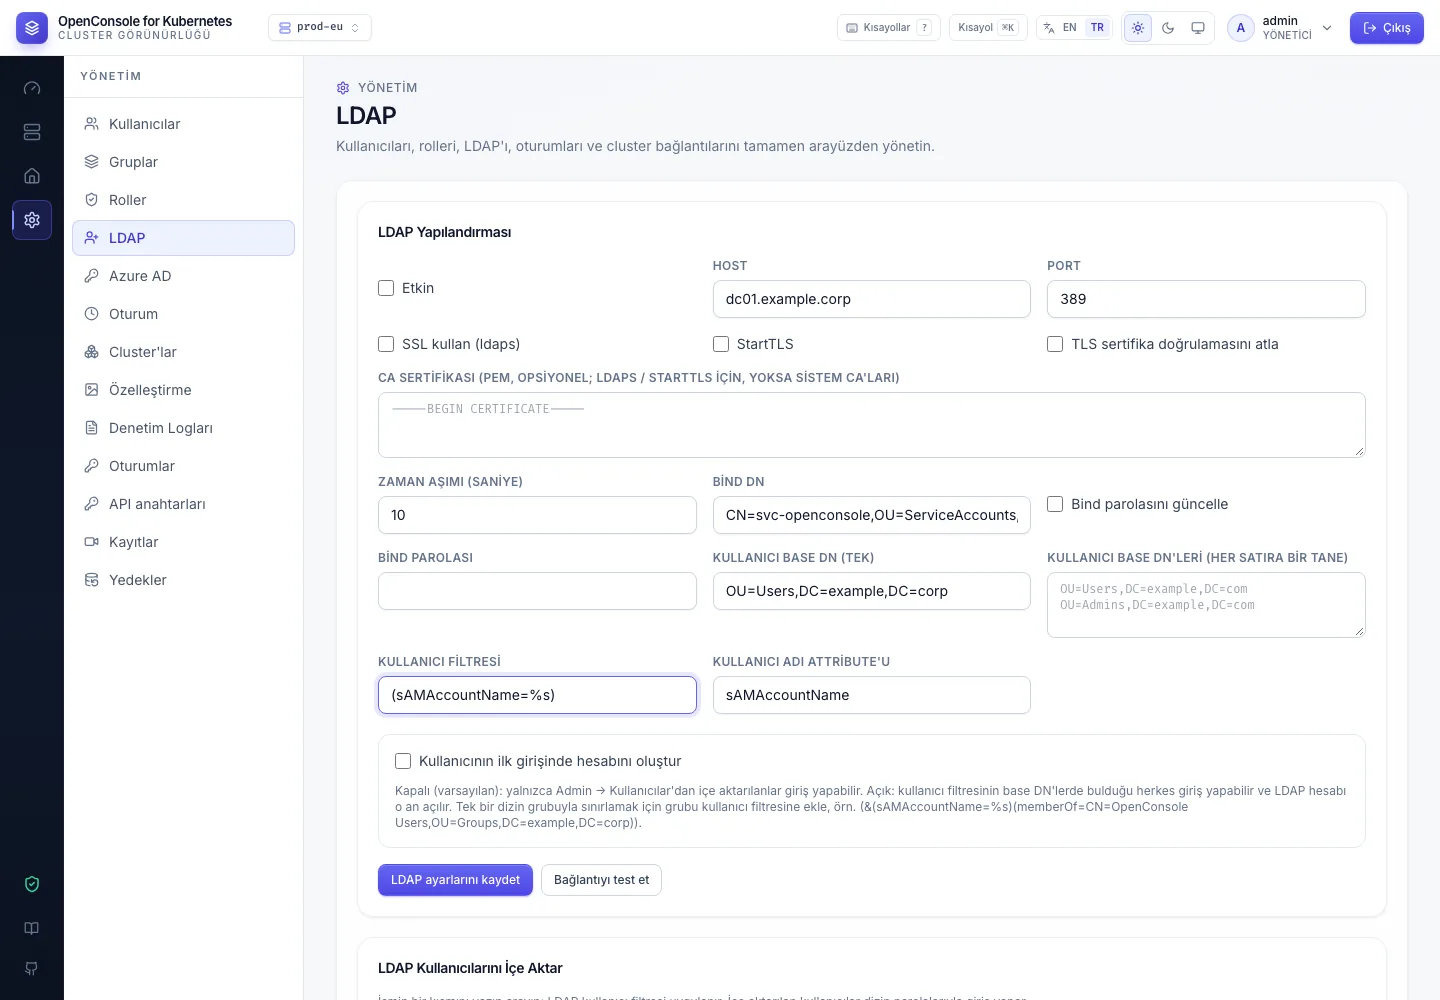 OpenConsole for Kubernetes
CLUSTER GÖRÜNÜRLÜĞÜ
prod-eu
Kısayollar ?
Kısayol ⌘K
EN TR
A
admin
YÖNETİCİ
Çıkış
YÖNETİM
Kullanıcılar
Gruplar
Roller
LDAP
Azure AD
Oturum
Cluster'lar
Özelleştirme
Denetim Logları
Oturumlar
API anahtarları
Kayıtlar
Yedekler
YÖNETİM
LDAP
Kullanıcıları, rolleri, LDAP'ı, oturumları ve cluster bağlantılarını tamamen arayüzden yönetin.
LDAP Yapılandırması
Etkin
HOST
dc01.example.corp
PORT
389
SSL kullan (ldaps)
StartTLS
TLS sertifika doğrulamasını atla
CA SERTİFİKASI (PEM, OPSİYONEL; LDAPS / STARTTLS İÇİN, YOKSA SİSTEM CA'LARI)
-----BEGIN CERTIFICATE-----
ZAMAN AŞIMI (SANİYE)
10
BİND DN
CN=svc-openconsole,OU=ServiceAccounts,
Bind parolasını güncelle
BİND PAROLASI
KULLANICI BASE DN (TEK)
OU=Users,DC=example,DC=corp
KULLANICI BASE DN'LERİ (HER SATIRA BİR TANE)
OU=Users,DC=example,DC=com
OU=Admins,DC=example,DC=com
KULLANICI FİLTRESİ
(sAMAccountName=%s)
KULLANICI ADI ATTRIBUTE'U
sAMAccountName
Kullanıcının ilk girişinde hesabını oluştur
Kapalı (varsayılan): yalnızca Admin → Kullanıcılar'dan içe aktarılanlar giriş yapabilir. Açık: kullanıcı filtresinin base DN'lerde bulduğu herkes giriş yapabilir ve LDAP hesabı
o an açılır. Tek bir dizin grubuyla sınırlamak için grubu kullanıcı filtresine ekle, örn. (&(sAMAccountName=%s)(memberOf=CN=OpenConsole
Users,OU=Groups,DC=example,DC=corp)).
LDAP ayarlarını kaydet
Bağlantıyı test et
LDAP Kullanıcılarını İçe Aktar